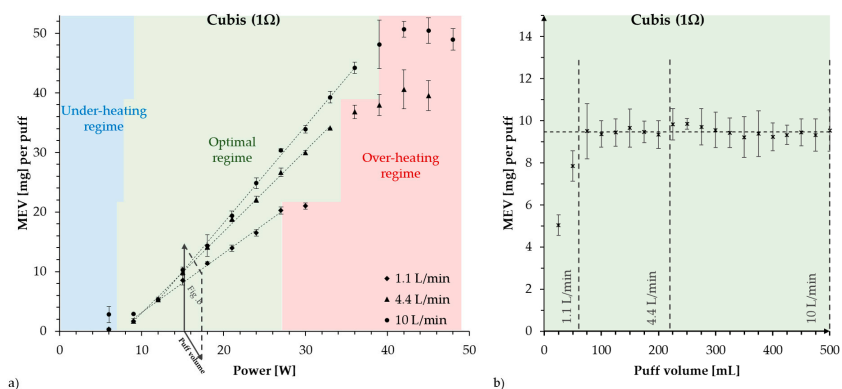 Cubis (1Ω)
MEV [mg] per puff
50
40
30
20
10
0
Under-heating
regime
Optimal
regime
Over-heating
regime
Fig. b
Puff volume
1.1 L/min
4.4 L/min
10 L/min
0
10
20
30
40
50
Power [W]
a)
Cubis (1Ω)
MEV [mg] per puff
14
12
10
8
6
4
2
0
1.1 L/min
4.4 L/min
10 L/min
0
100
200
300
400
500
Puff volume [mL]
b)